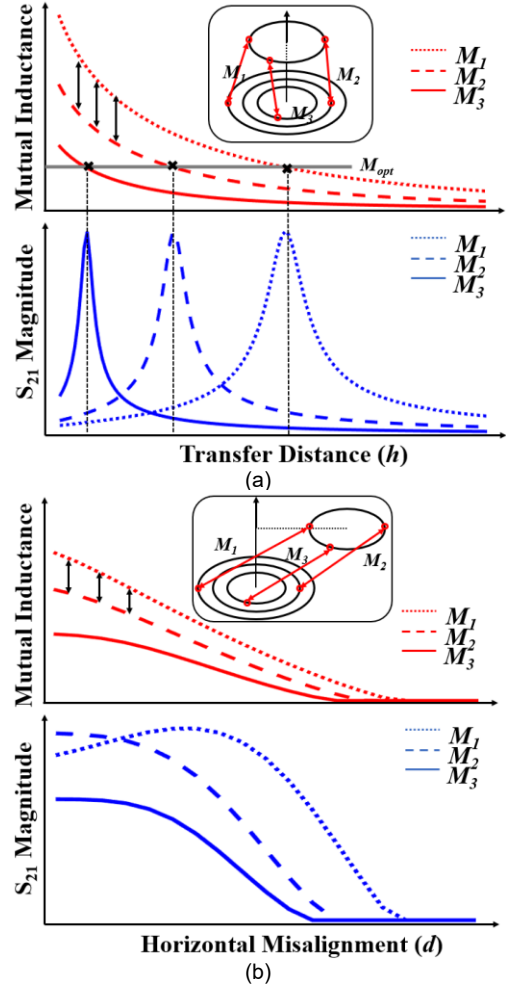 Mutual Inductance
M1
M2
M3
M1
M2
M3
Mopt
S21 Magnitude
M1
M2
M3
Transfer Distance (h)
(a)
Mutual Inductance
M1
M3
M2
M1
M2
M3
S21 Magnitude
M1
M2
M3
Horizontal Misalignment (d)
(b)